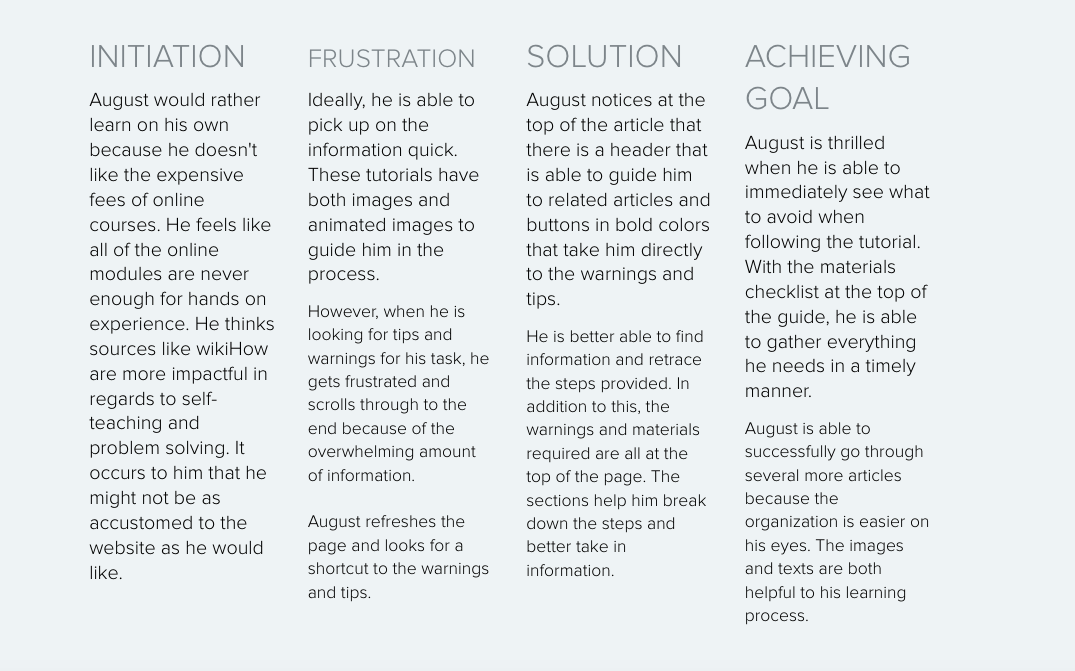 INITIATION
August would rather
learn on his own
because he doesn't
like the expensive
fees of online
courses. He feels like
all of the online
modules are never
enough for hands on
experience. He thinks
sources like wikiHow
are more impactful in
regards to self-
teaching and
problem solving. It
occurs to him that he
might not be as
accustomed to the
website as he would
like.
FRUSTRATION
Ideally, he is able to
pick up on the
information quick.
These tutorials have
both images and
animated images to
guide him in the
process.
However, when he is
looking for tips and
warnings for his task, he
gets frustrated and
scrolls through to the
end because of the
overwhelming amount
of information.
August refreshes the
page and looks for a
shortcut to the warnings
and tips.
SOLUTION
August notices at the
top of the article that
there is a header that
is able to guide him
to related articles and
buttons in bold colors
that take him directly
to the warnings and
tips.
He is better able to find
information and retrace
the steps provided. In
addition to this, the
warnings and materials
required are all at the
top of the page. The
sections help him break
down the steps and
better take in
information.
ACHIEVING
GOAL
August is thrilled
when he is able to
immediately see what
to avoid when
following the tutorial.
With the materials
checklist at the top of
the guide, he is able
to gather everything
he needs in a timely
manner.
August is able to
successfully go through
several more articles
because the
organization is easier on
his eyes. The images
and texts are both
helpful to his learning
process.